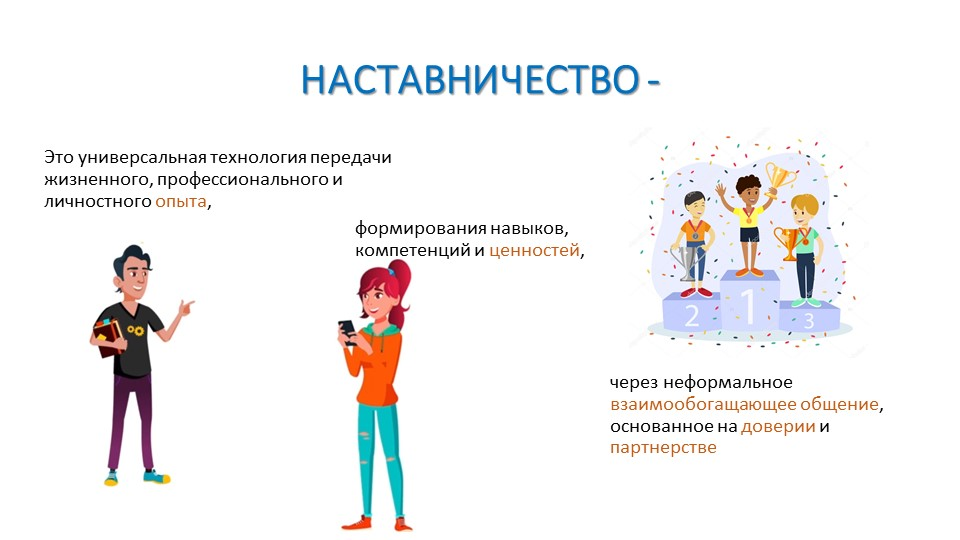 НАСТАВНИЧЕСТВО -
Это универсальная технология передачи
жизненного, профессионального и
личностного опыта,
формирования навыков,
компетенций и ценностей,
2
1
3
через неформальное
взаимообогащающее общение,
основанное на доверии и
партнерстве